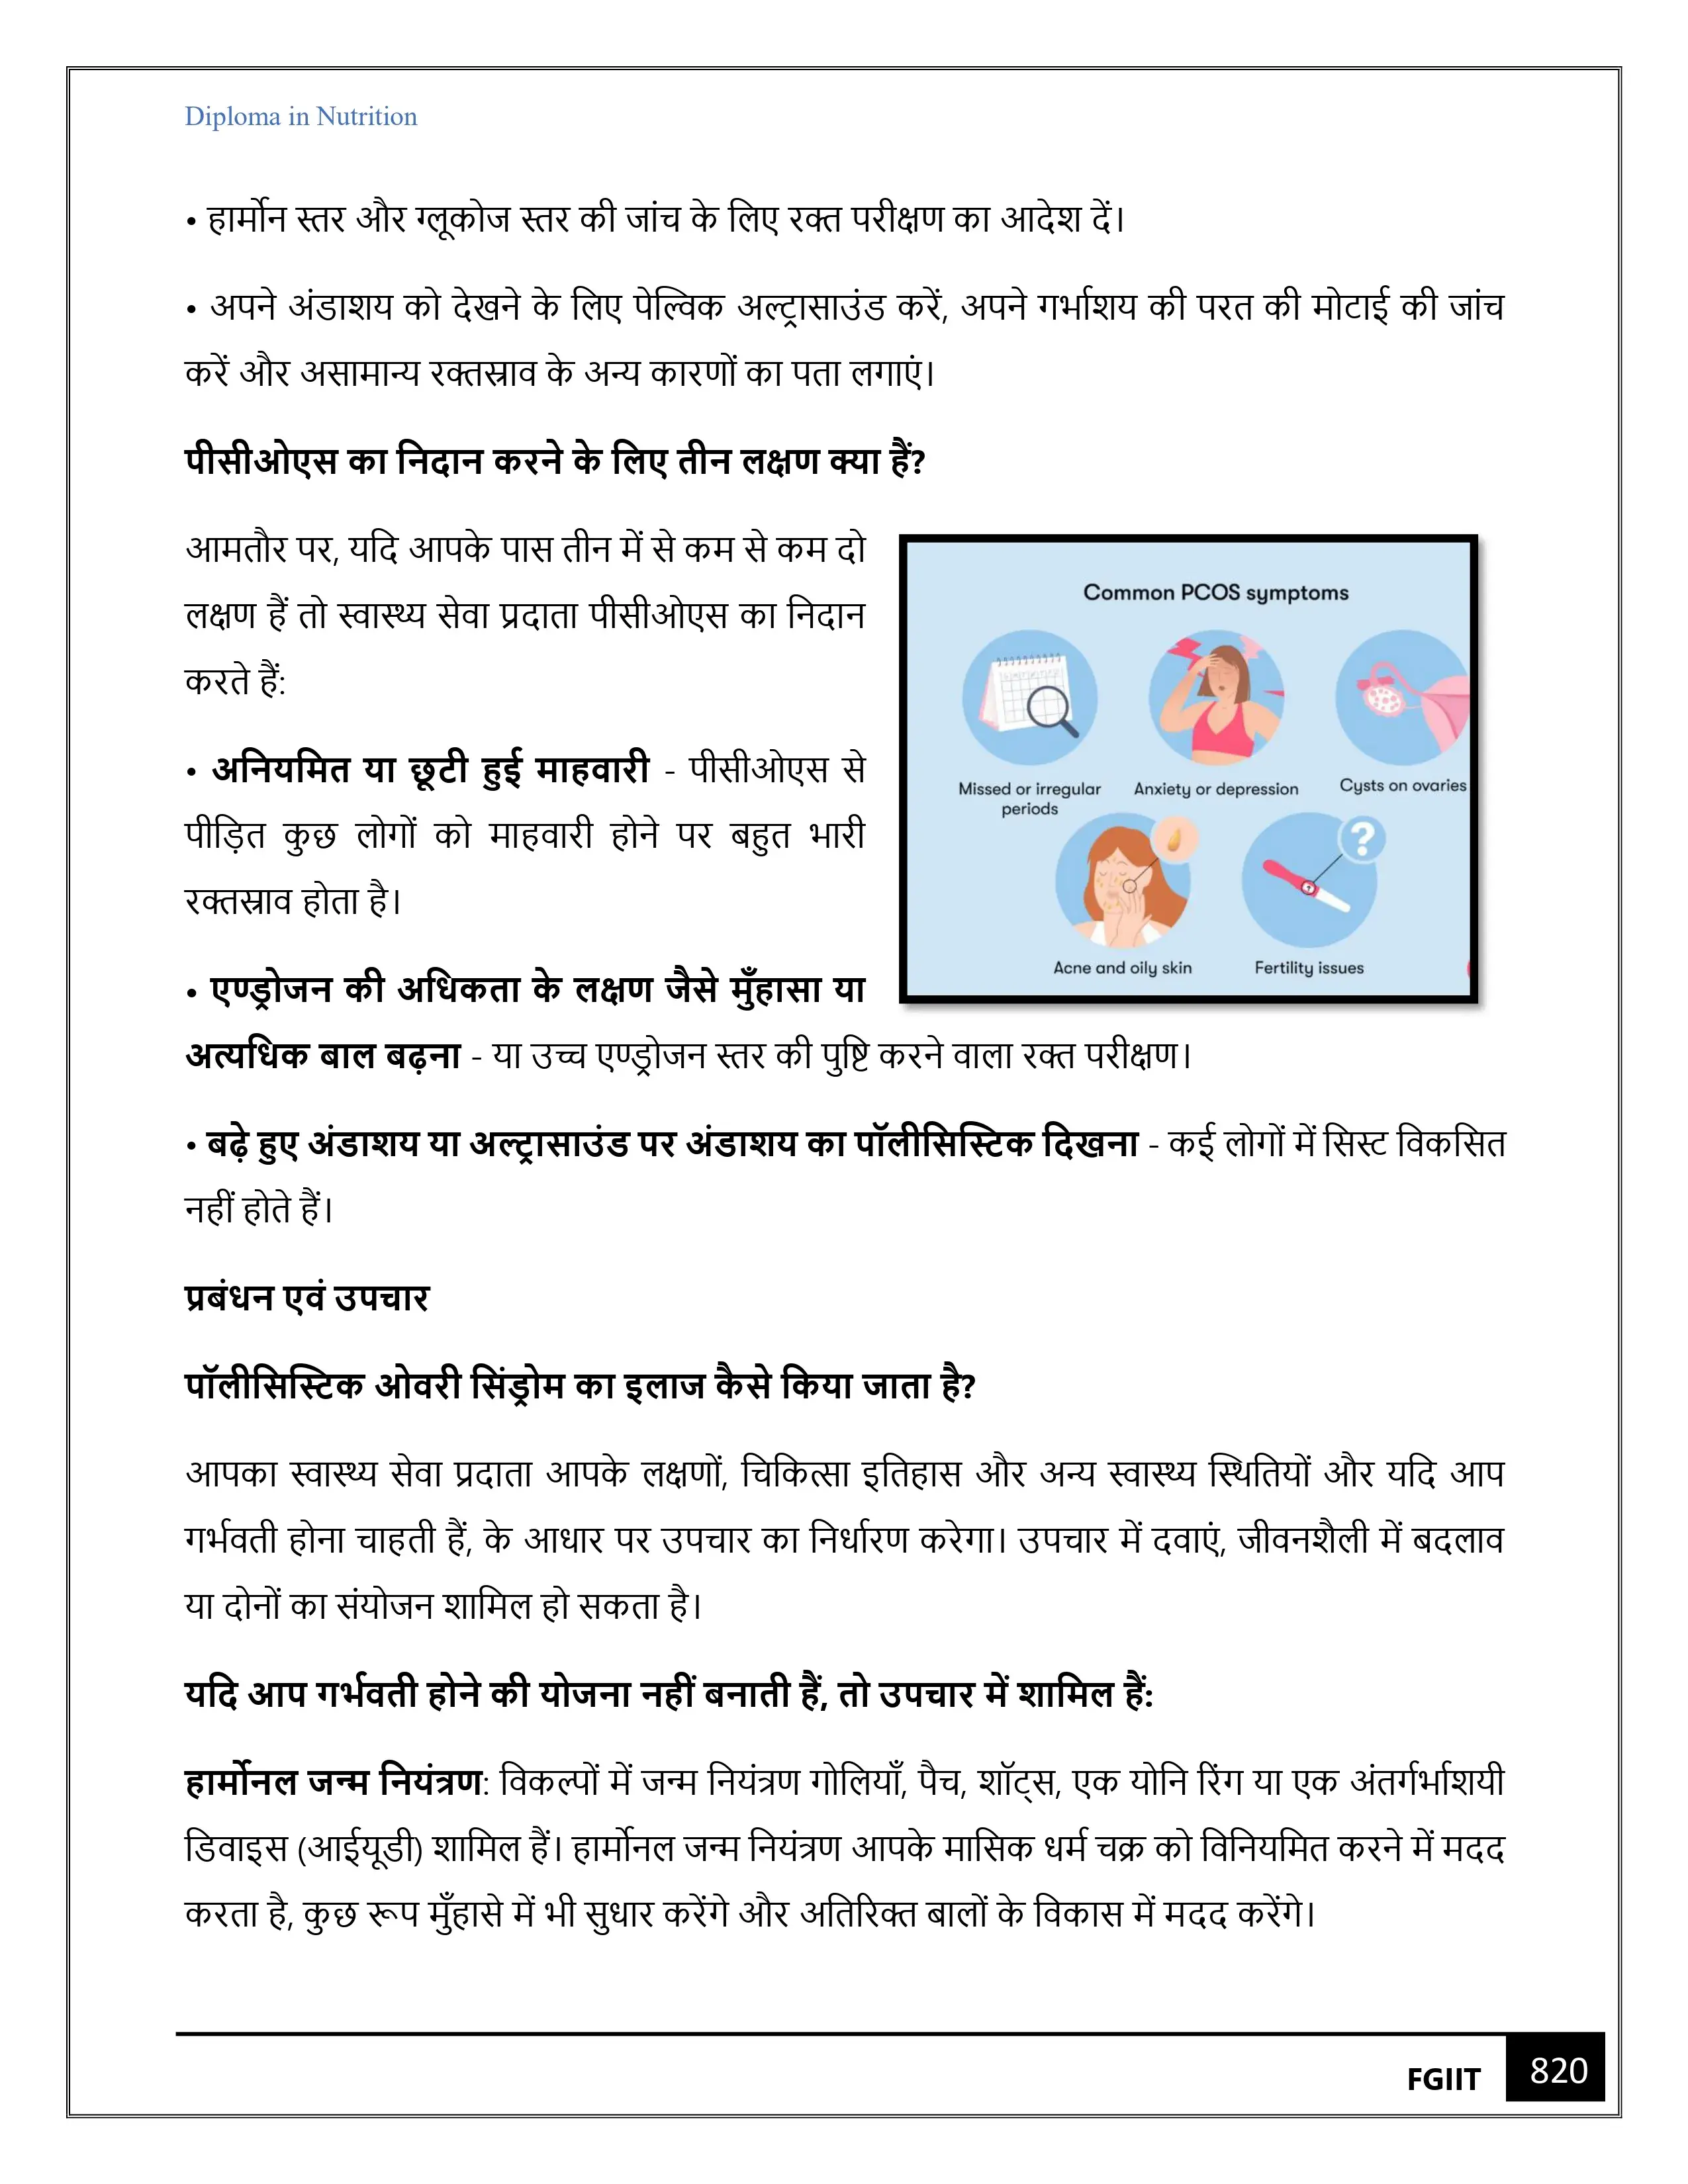 Diploma in Nutrition
• हार्मोन स्तर और ग्लूकोज स्तर की जांच के लिए रक्त परीक्षण का आदेश दें।
• अपने अंडाशय को देखने के लिए पेल्विक अल्ट्रासाउंड करें, अपने गर्भाशय की परत की मोटाई की जांच
करें और असामान्य रक्तस्राव के अन्य कारणों का पता लगाएं।
पीसीओएस का निदान करने के लिए तीन लक्षण क्या हैं?
आमतौर पर, यदि आपके पास तीन में से कम से कम दो
लक्षण हैं तो स्वास्थ्य सेवा प्रदाता पीसीओएस का निदान
करते हैं:
• अनियमित या छूटी हुई माहवारी - पीसीओएस से
पीड़ित कुछ लोगों को माहवारी होने पर बहुत भारी
रक्तस्राव होता है।
Common PCOS symptoms
Missed or irregular
periods
Anxiety or depression
Cysts on ovaries
?
Acne and oily skin
Fertility issues
• एण्ड्रोजन की अधिकता के लक्षण जैसे मुँहासा या
अत्यधिक बाल बढ़ना - या उच्च एण्ड्रोजन स्तर की पुष्टि करने वाला रक्त परीक्षण।
• बढ़े हुए अंडाशय या अल्ट्रासाउंड पर अंडाशय का पॉलीसिस्टिक दिखना - कई लोगों में सिस्ट विकसित
नहीं होते हैं।
प्रबंधन एवं उपचार
पॉलीसिस्टिक ओवरी सिंड्रोम का इलाज कैसे किया जाता है?
आपका स्वास्थ्य सेवा प्रदाता आपके लक्षणों, चिकित्सा इतिहास और अन्य स्वास्थ्य स्थितियों और यदि आप
गर्भवती होना चाहती हैं, के आधार पर उपचार का निर्धारण करेगा। उपचार में दवाएं, जीवनशैली में बदलाव
या दोनों का संयोजन शामिल हो सकता है।
यदि आप गर्भवती होने की योजना नहीं बनाती हैं, तो उपचार में शामिल हैं:
हार्मोनल जन्म नियंत्रण: विकल्पों में जन्म नियंत्रण गोलियाँ, पैच, शॉट्स, एक योनि रिंग या एक अंतर्गर्भाशयी
डिवाइस (आईयूडी) शामिल हैं। हार्मोनल जन्म नियंत्रण आपके मासिक धर्म चक्र को विनियमित करने में मदद
करता है, कुछ रूप मुँहासे में भी सुधार करेंगे और अतिरिक्त बालों के विकास में मदद करेंगे।
FGIIT
820